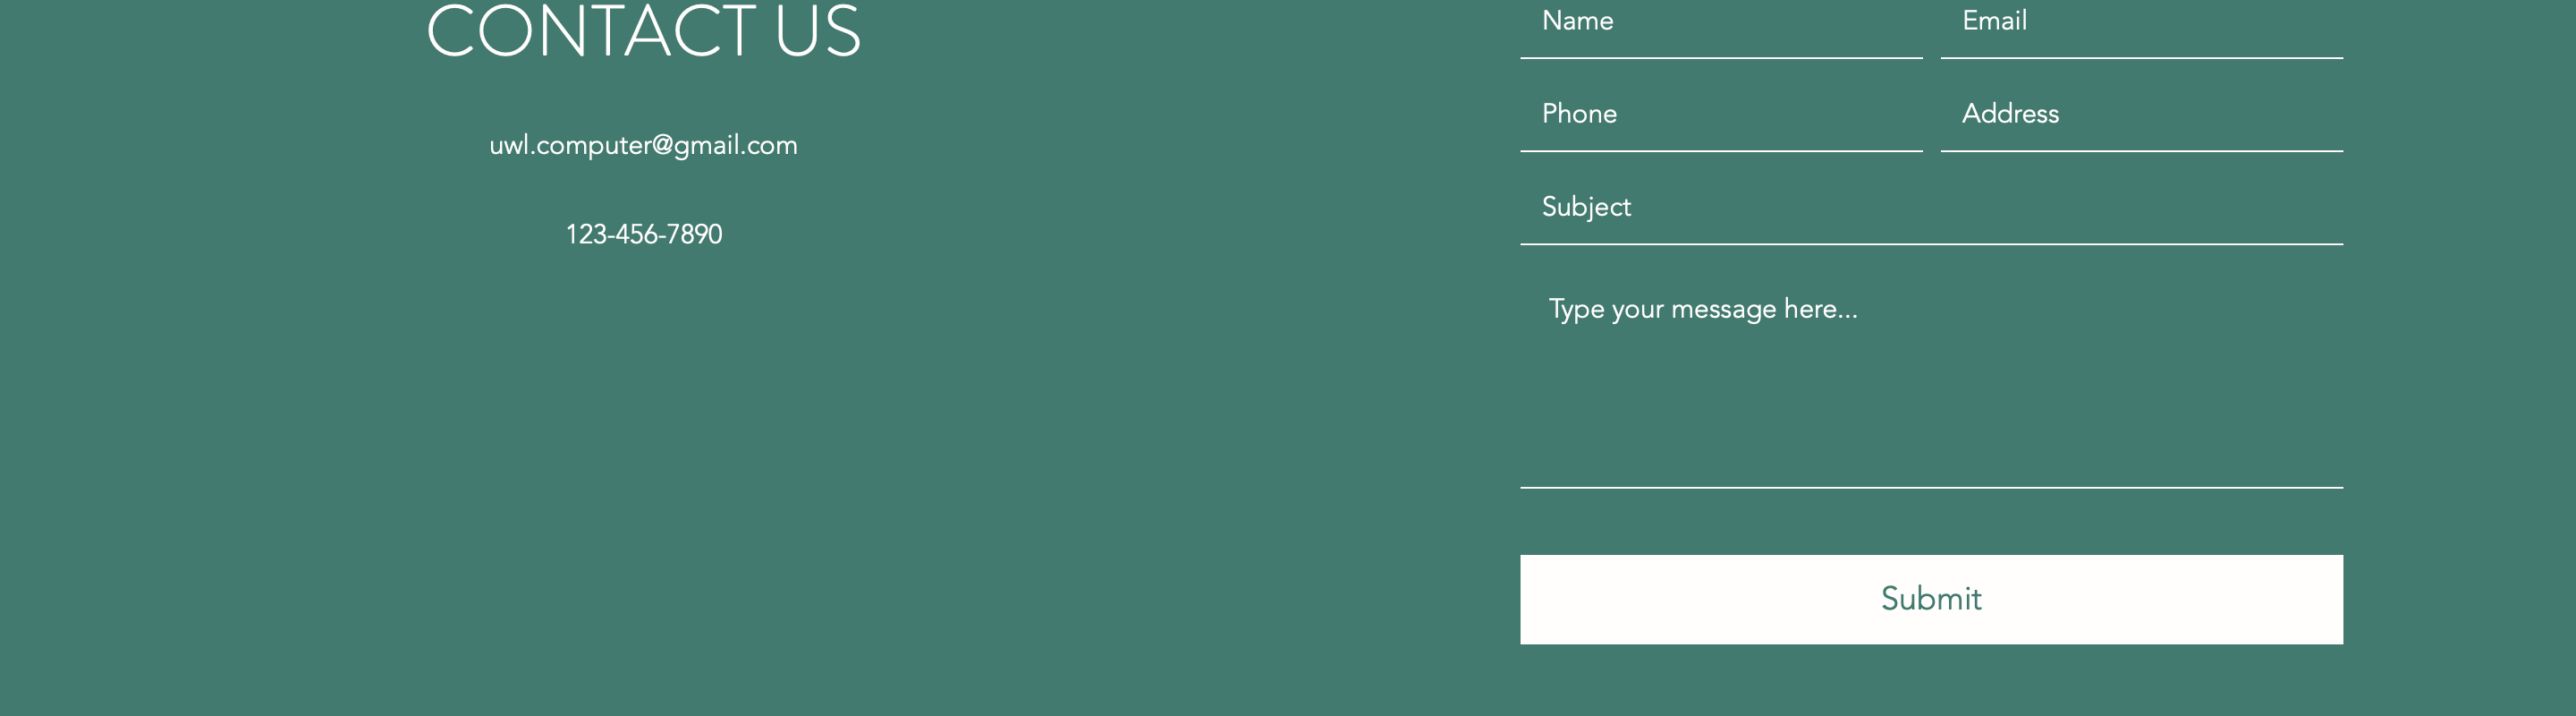 CONTACT US
uwl.computer@gmail.com
123-456-7890
Name
Email
Phone
Address
Subject
Type your message here...
Submit